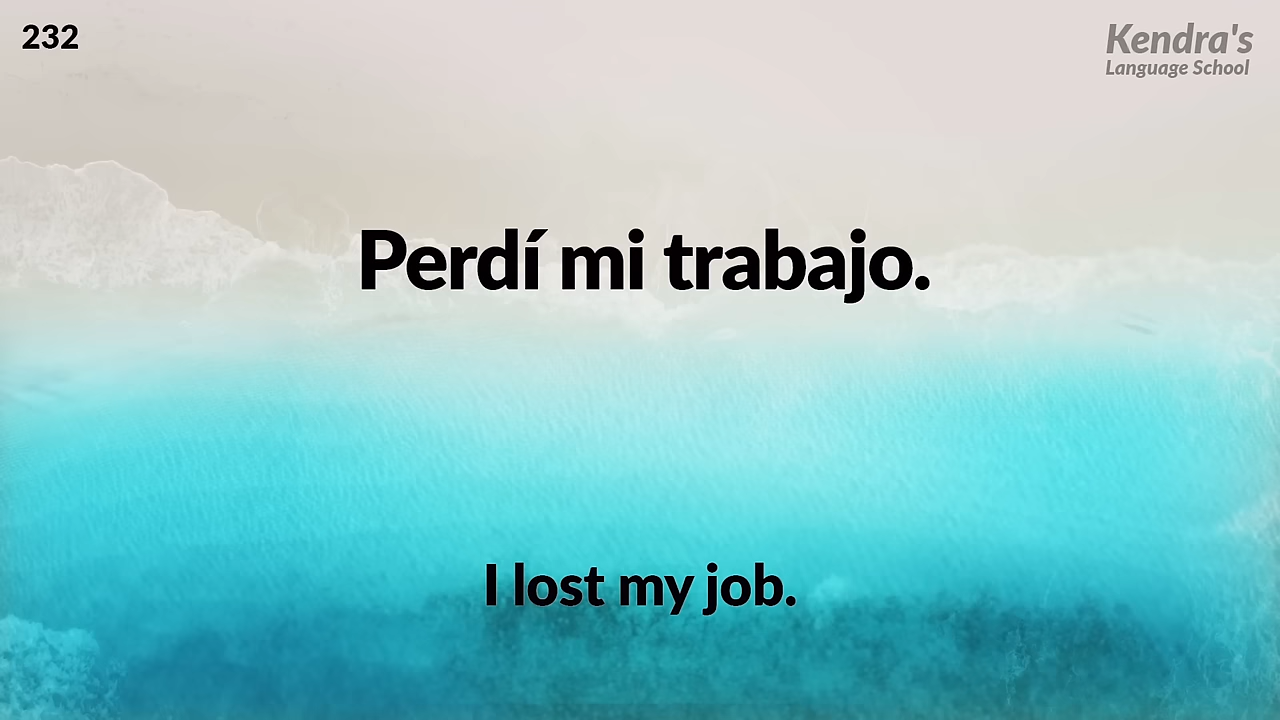 232
Kendra's
Language School
Perdí mi trabajo.
I lost my job.